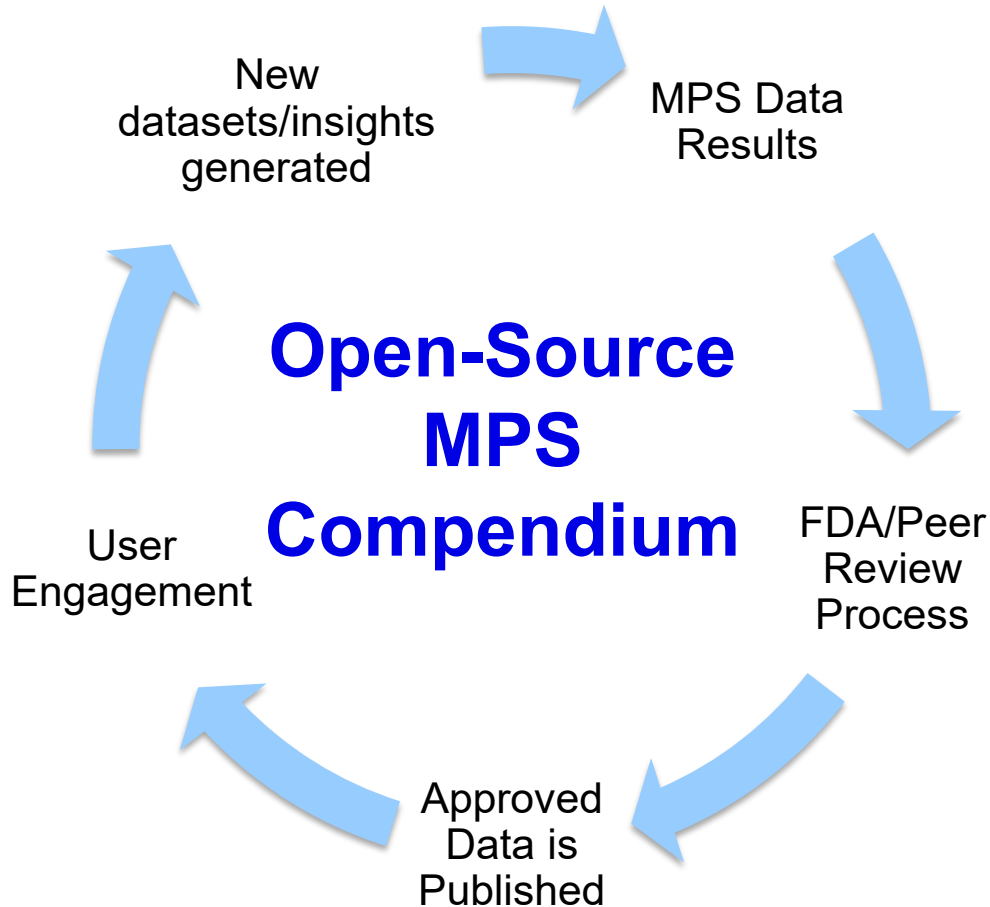 New
datasets/insights
generated
MPS Data
Results
Open-Source
MPS
Compendium
FDA/Peer
Review
Process
User
Engagement
Approved
Data is
Published